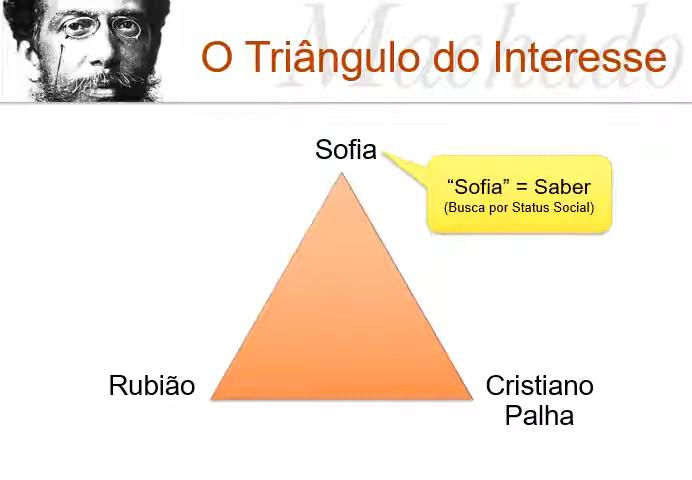 Machado
O Triângulo do Interesse
Sofia
“Sofia” = Saber
(Busca por Status Social)
Rubião
Cristiano
Palha